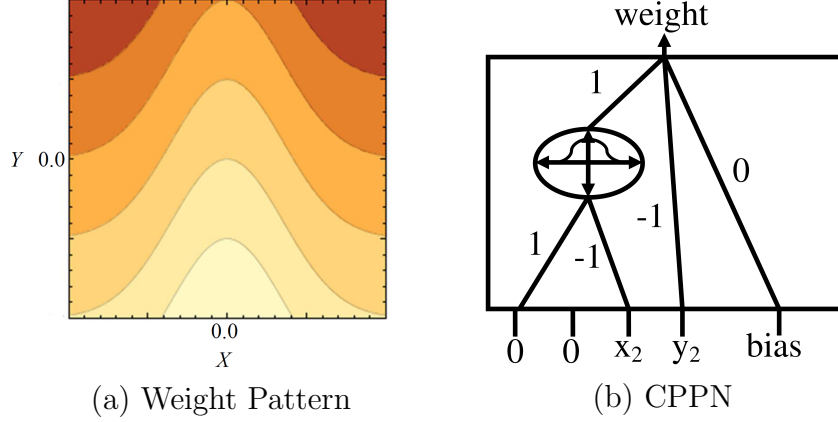 weight
1
0
Y 0.0
-1
1
-1
0.0
X
0 0 x2 y2 bias
(a) Weight Pattern
(b) CPPN